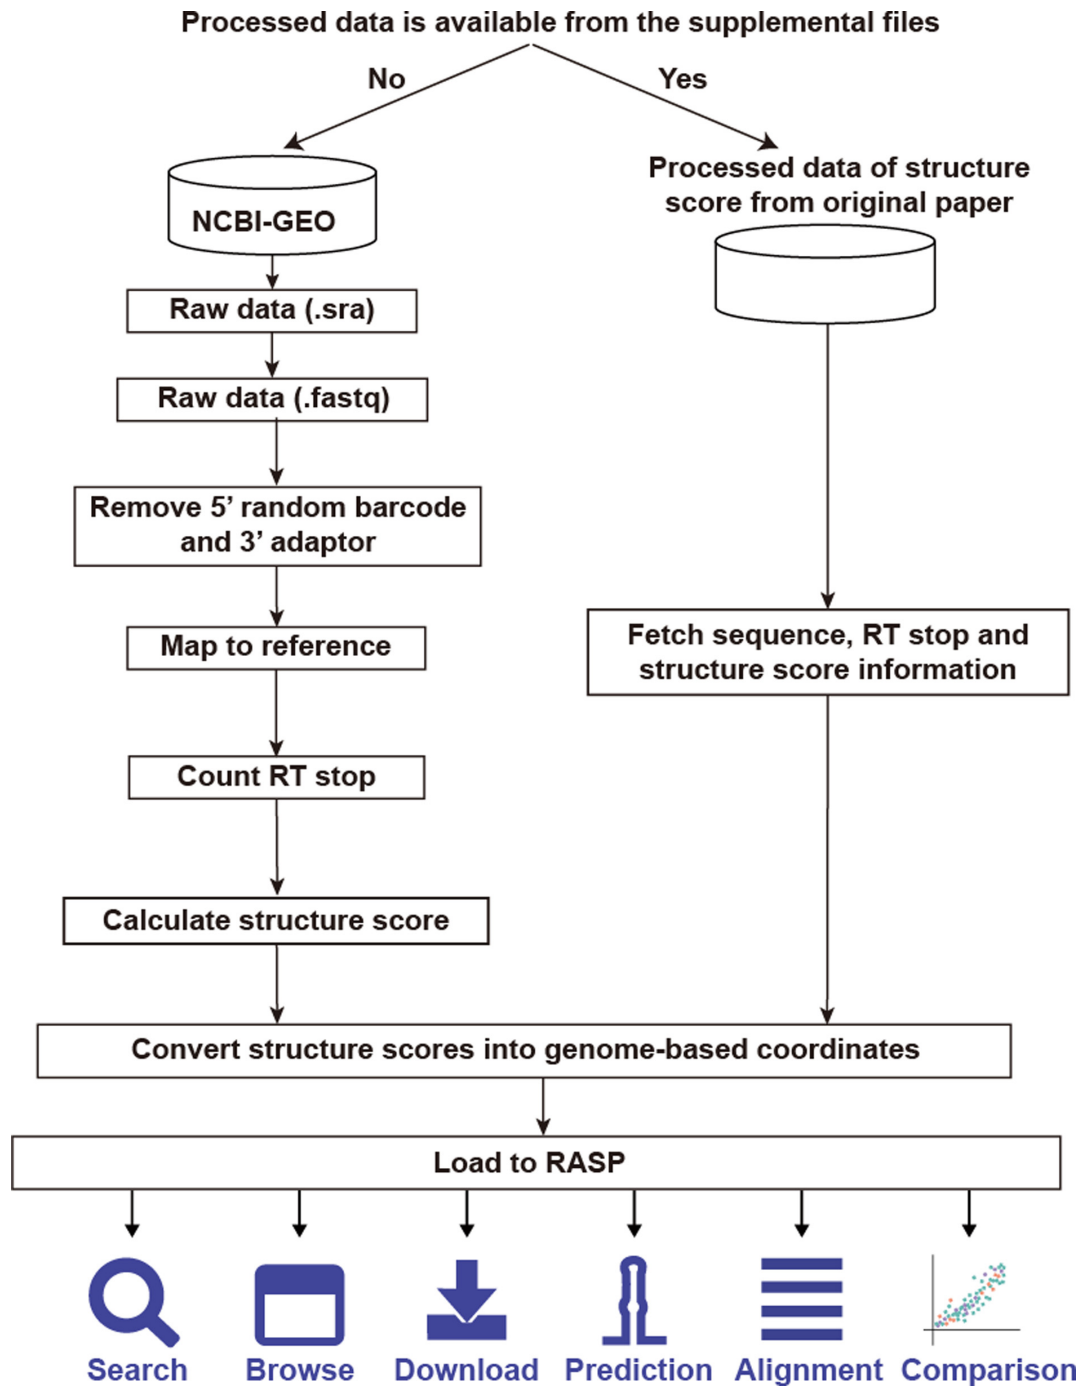 Processed data is available from the supplemental files
No
Yes
NCBI-GEO
Processed data of structure
score from original paper
Raw data (.sra)
Raw data (.fastq)
Remove 5’ random barcode
and 3’ adaptor
Map to reference
Fetch sequence, RT stop and
structure score information
Count RT stop
Calculate structure score
Convert structure scores into genome-based coordinates
Load to RASP
Search
Browse
Download
Prediction
Alignment
Comparison